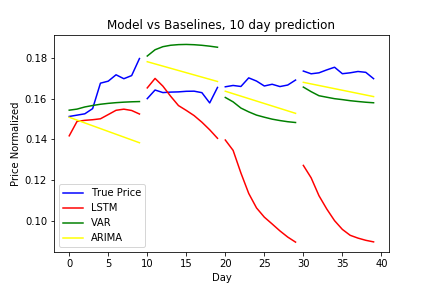 Model vs Baselines, 10 day prediction
Price Normalized
0.18
0.16
0.14
0.12
0.10
True Price
LSTM
VAR
ARIMA
0 5 10 15 20 25 30 35 40
Day